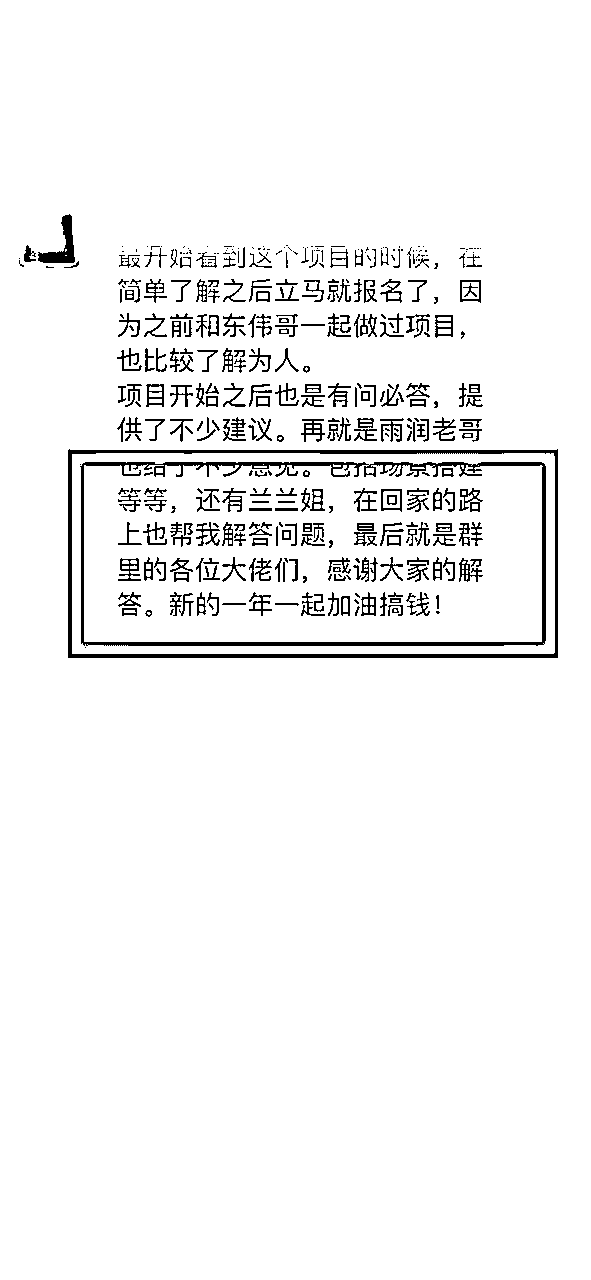 最开始看到这个项目的时候，在
简单了解之后立马就报名了，因
为之前和东伟哥一起做过项目，
也比较了解为人。
项目开始之后也是有问必答，提
供了不少建议。再就是雨润老哥
也给了不少意见。包括场景搭建
等等，还有兰兰姐，在回家的路
上也帮我解答问题，最后就是群
里的各位大佬们，感谢大家的解
答。新的一年一起加油搞钱！